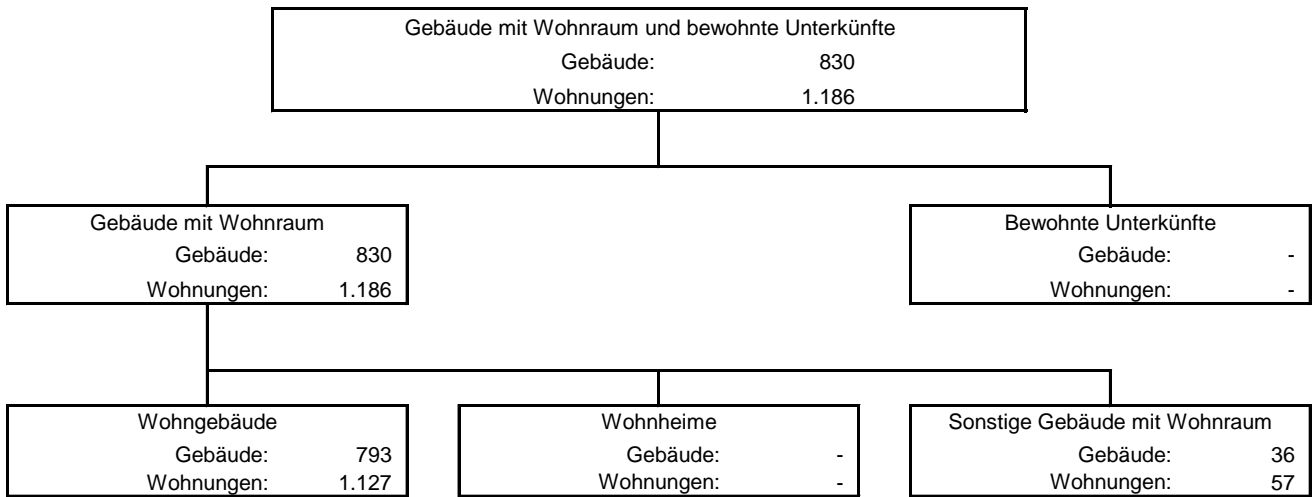 Gebäude mit Wohnraum und bewohnte Unterkünfte
Gebäude: 830
Wohnungen: 1.186
Gebäude mit Wohnraum
Gebäude: 830
Wohnungen: 1.186
Bewohnte Unterkünfte
Gebäude: -
Wohnungen: -
Wohngebäude
Gebäude: 793
Wohnungen: 1.127
Wohnheime
Gebäude: -
Wohnungen: -
Sonstige Gebäude mit Wohnraum
Gebäude: 36
Wohnungen: 57